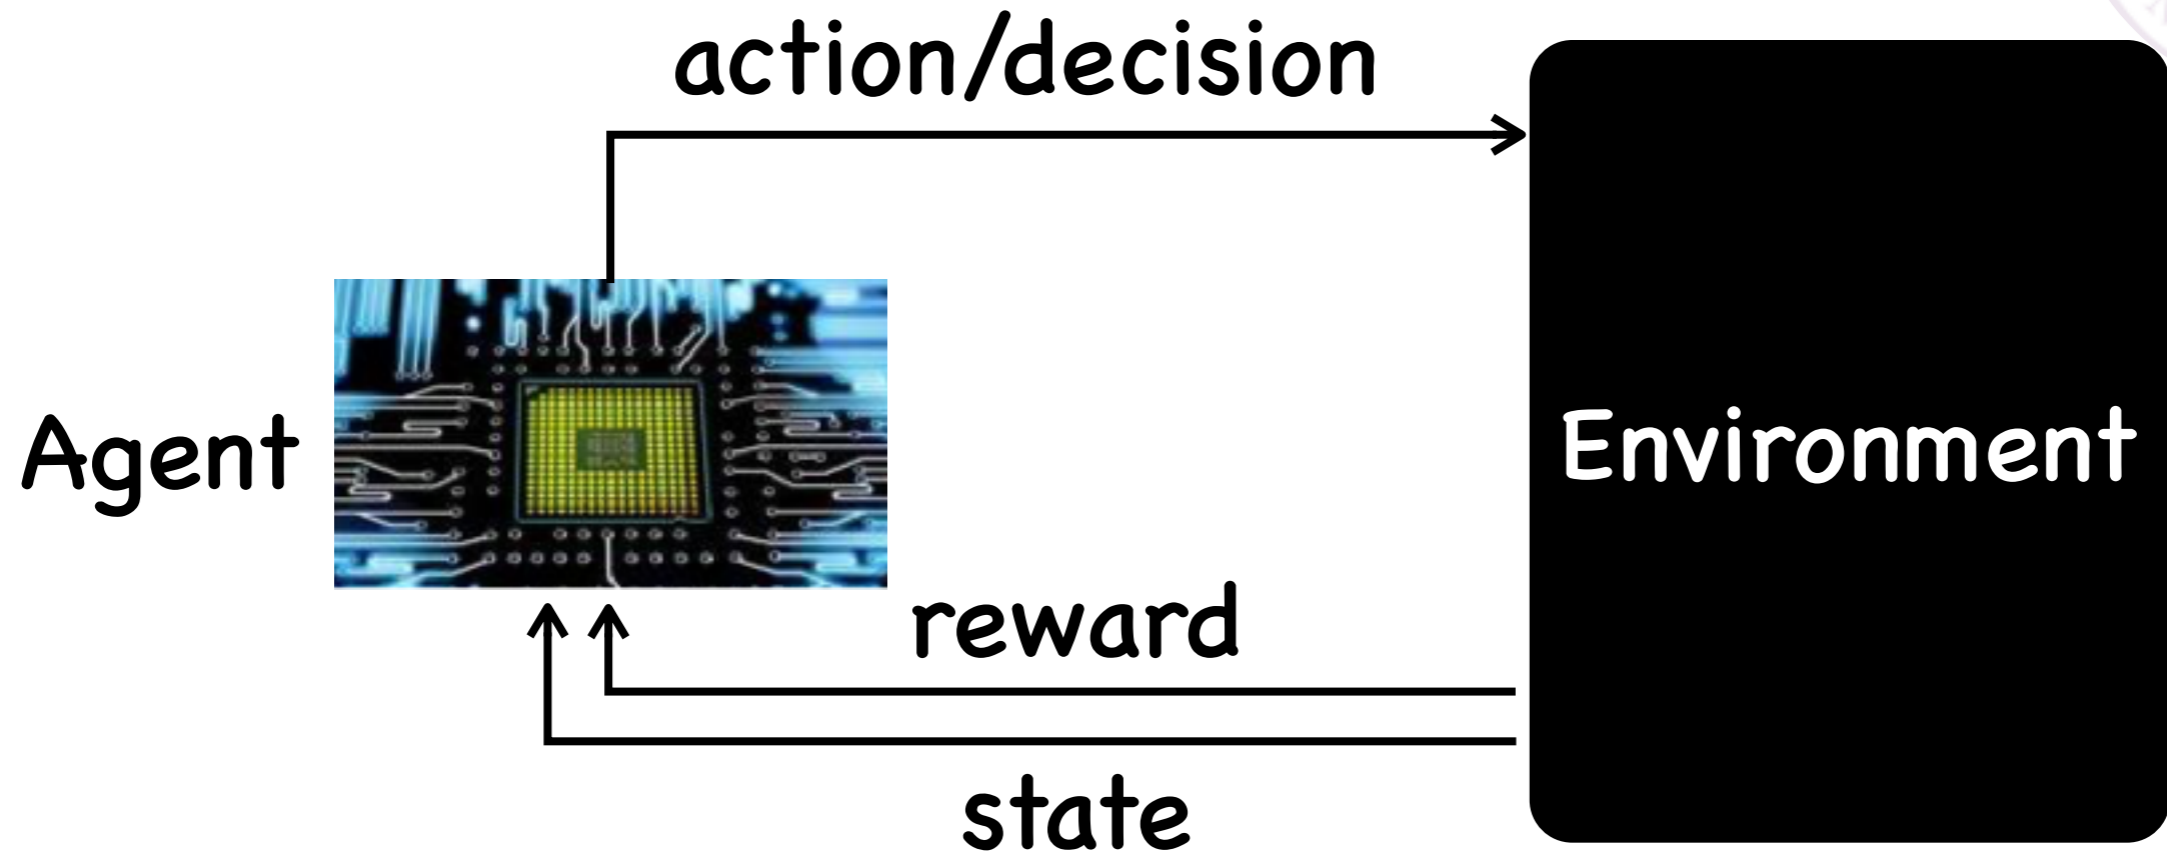 action/decision
Agent
Environment
reward
state